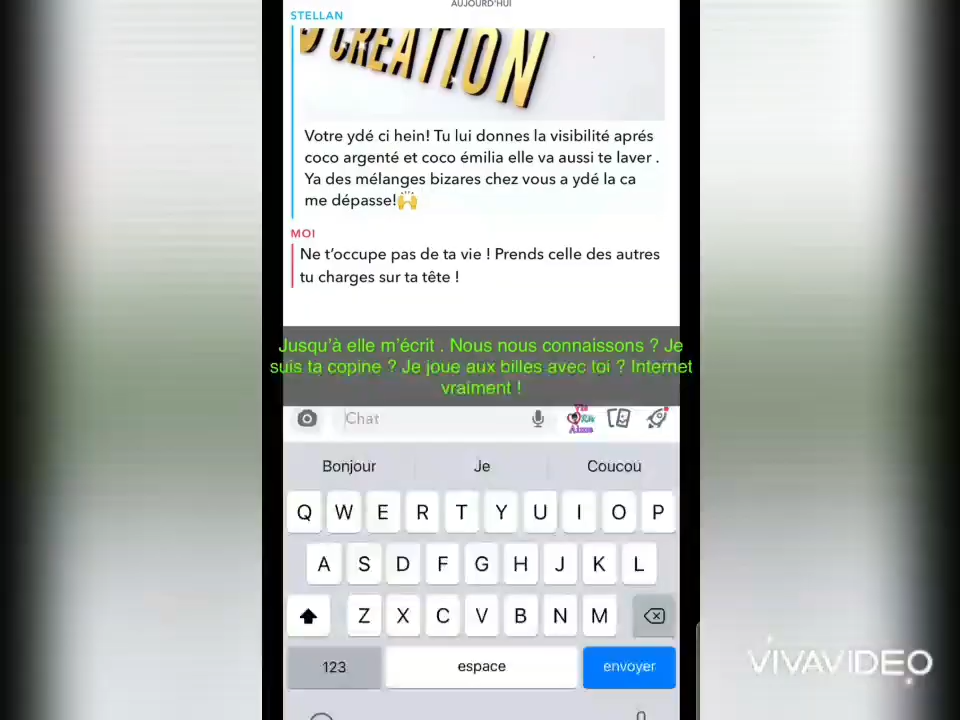 AUJOURD'HUI
STELLAN
CREATION
Votre ydé ci hein! Tu lui donnes la visibilité aprés
coco argenté et coco émilia elle va aussi te laver .
Ya des mélanges bizares chez vous a ydé la ca
me dépasse!🙌
MOI
Ne t'occupe pas de ta vie ! Prends celle des autres
tu charges sur ta tête !
Jusqu'à elle m'écrit . Nous nous connaissons ? Je
suis ta copine ? Je joue aux billes avec toi ? Internet
vraiment !
Chat
Bonjour Je Coucou
Q W E R T Y U I O P
A S D F G H J K L
Z X C V B N M
123 espace envoyer
VIVAVIDEO